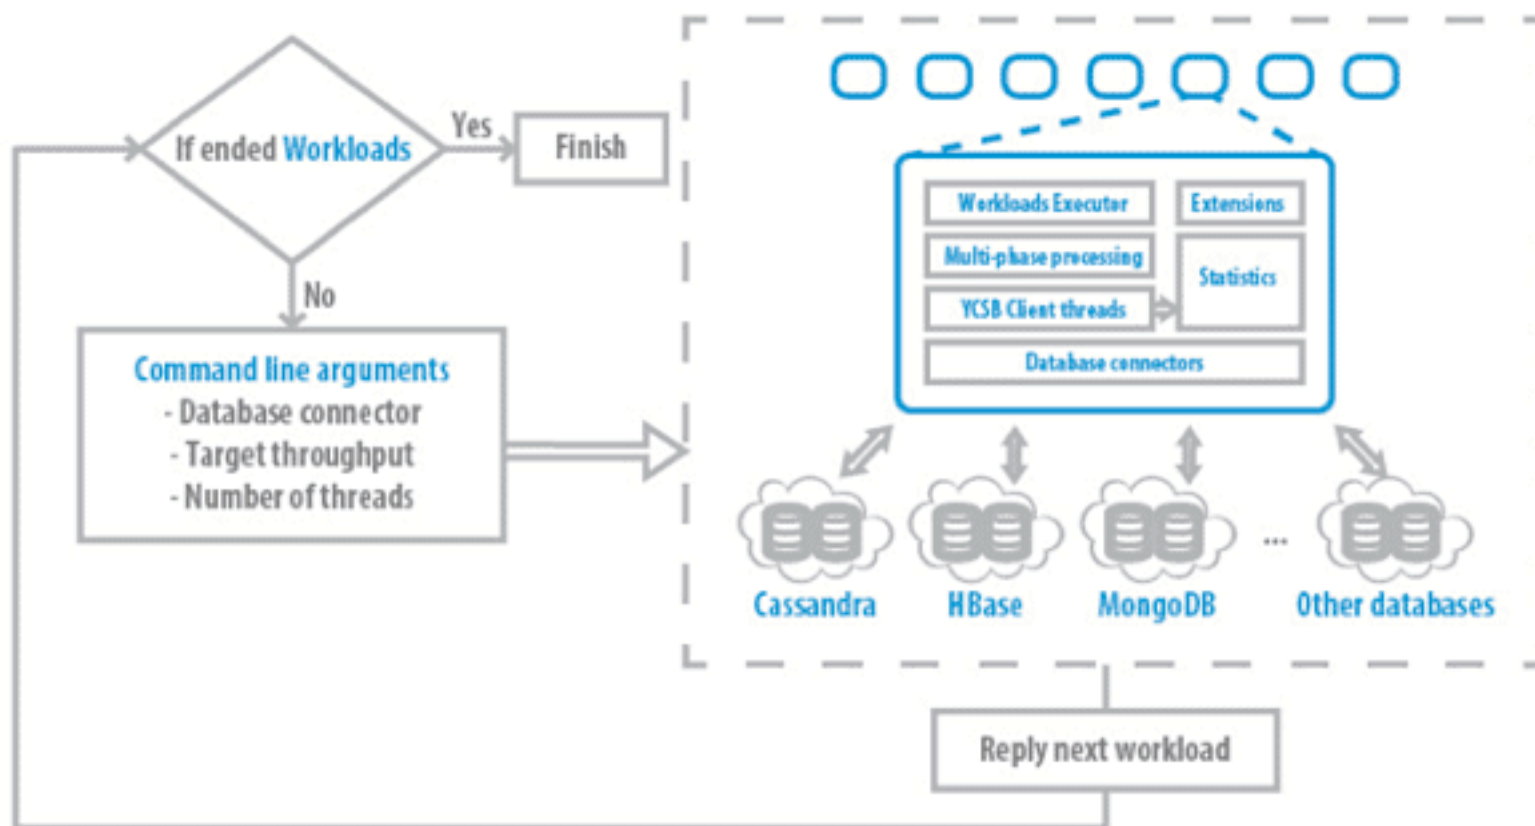 If ended Workloads
Yes
Finish
No
Command line arguments
- Database connector
- Target throughput
- Number of threads
Workloads Executor
Extensions
Multi-phase processing
Statistics
YCSB Client threads
Database connectors
Cassandra
HBase
MongoDB
...
Other databases
Reply next workload